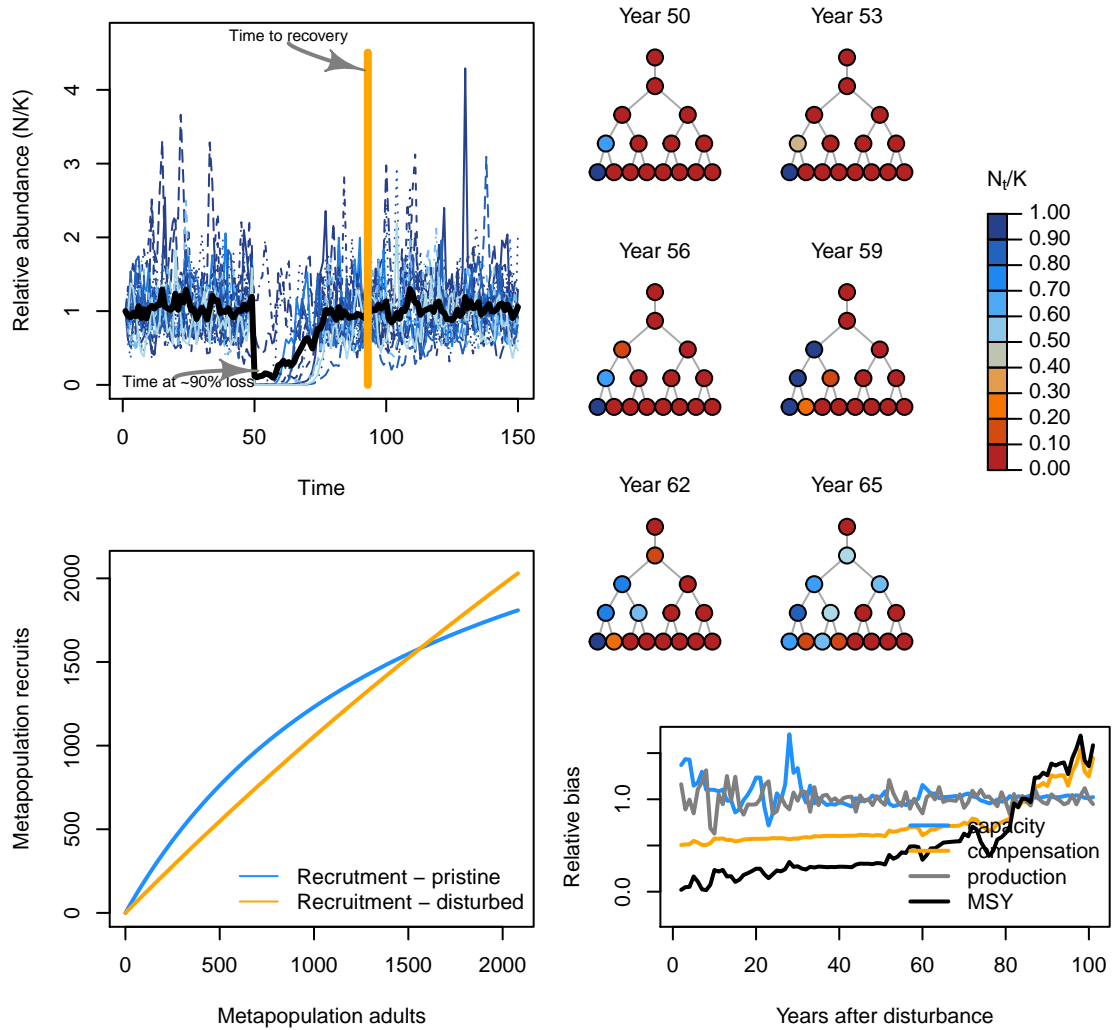 Time to recovery
Time at ~90% loss
Relative abundance (N/K)
0
1
2
3
4
0
50
100
150
Time
Year 50
Year 53
Year 56
Year 59
Year 62
Year 65
Nt/K
1.00
0.90
0.80
0.70
0.60
0.50
0.40
0.30
0.20
0.10
0.00
Metapopulation recruits
0
500
1000
1500
2000
Recrutment − pristine
Recruitment − disturbed
0
500
1000
1500
2000
Metapopulation adults
Relative bias
0.0
1.0
capacity
compensation
production
MSY
0
20
40
60
80
100
Years after disturbance